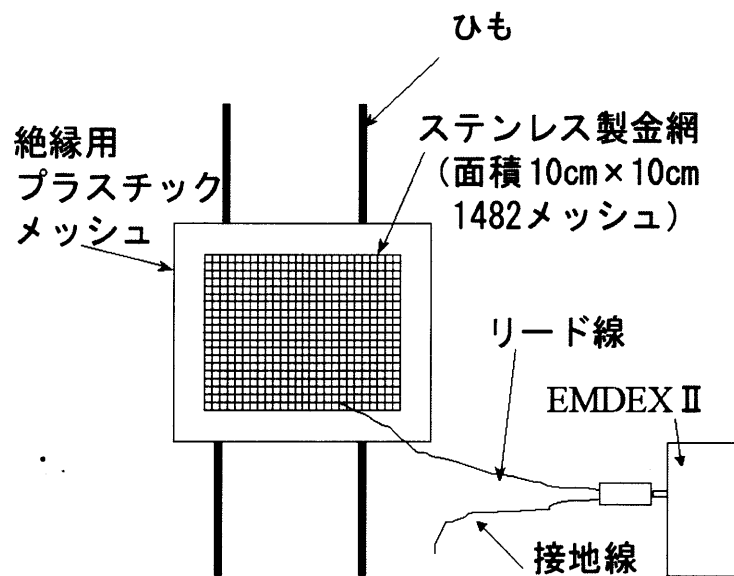 ひも
ステンレス製金網
（面積10cm×10cm
1482メッシュ）
絶縁用
プラスチック
メッシュ
リード線
EMDEX Ⅱ
接地線